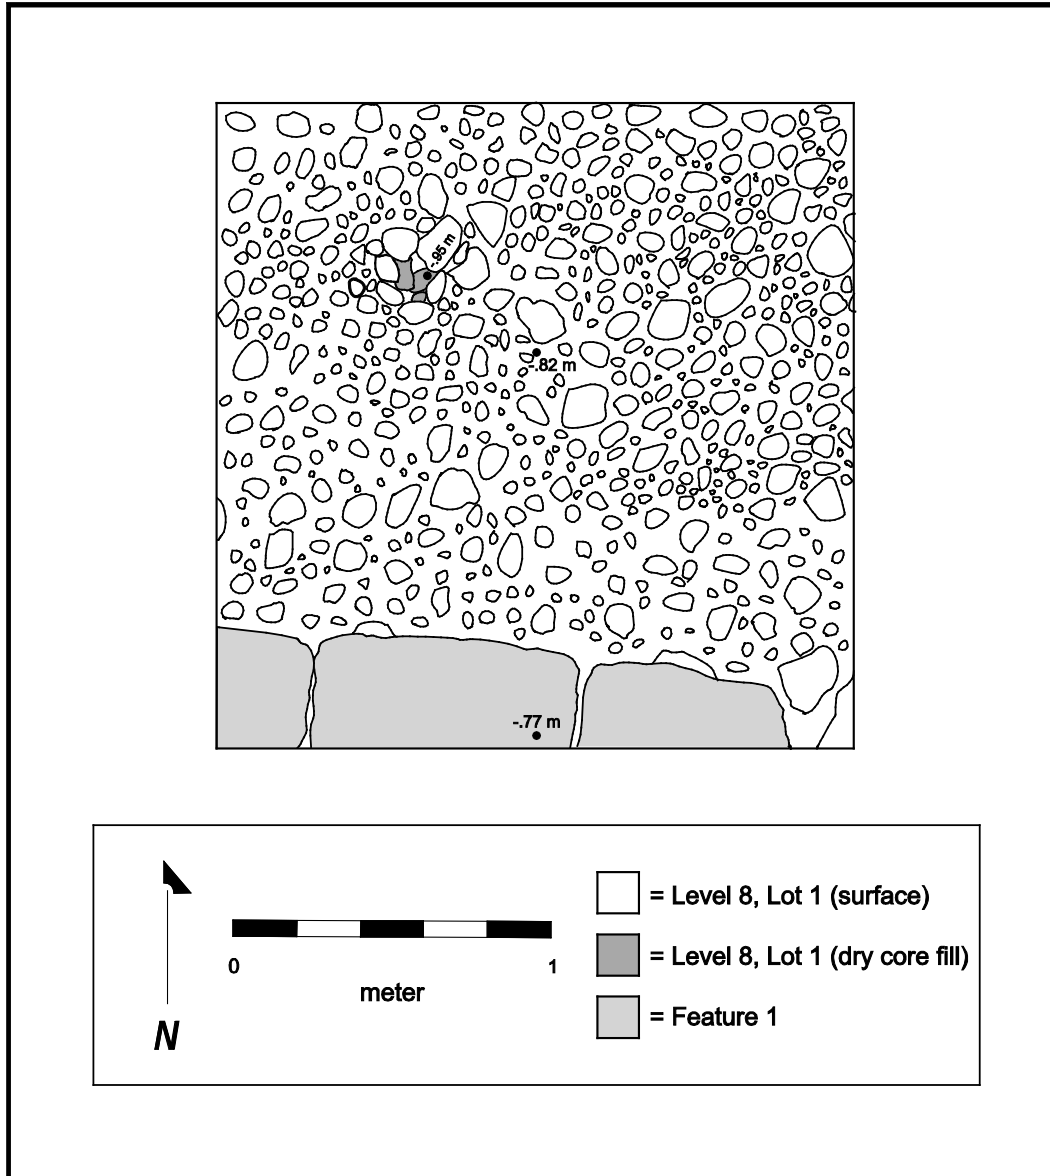 -.95 m
-.82 m
-.77 m
= Level 8, Lot 1 (surface)
= Level 8, Lot 1 (dry core fill)
0 1
meter
= Feature 1
N